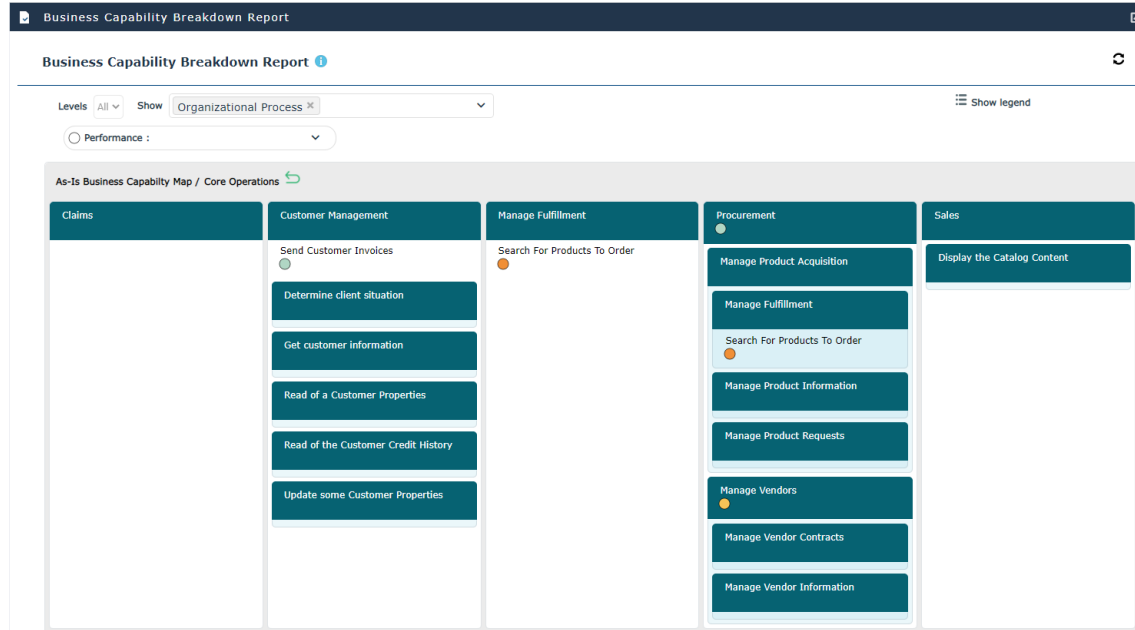 Business Capability Breakdown Report
Business Capability Breakdown Report
Levels All Show Organizational Process × Show legend
Performance :
As-Is Business Capabilty Map / Core Operations
Claims
Customer Management
Send Customer Invoices
Determine client situation
Get customer information
Read of a Customer Properties
Read of the Customer Credit History
Update some Customer Properties
Manage Fulfillment
Search For Products To Order
Procurement
Manage Product Acquisition
Manage Fulfillment
Search For Products To Order
Manage Product Information
Manage Product Requests
Manage Vendors
Manage Vendor Contracts
Manage Vendor Information
Sales
Display the Catalog Content